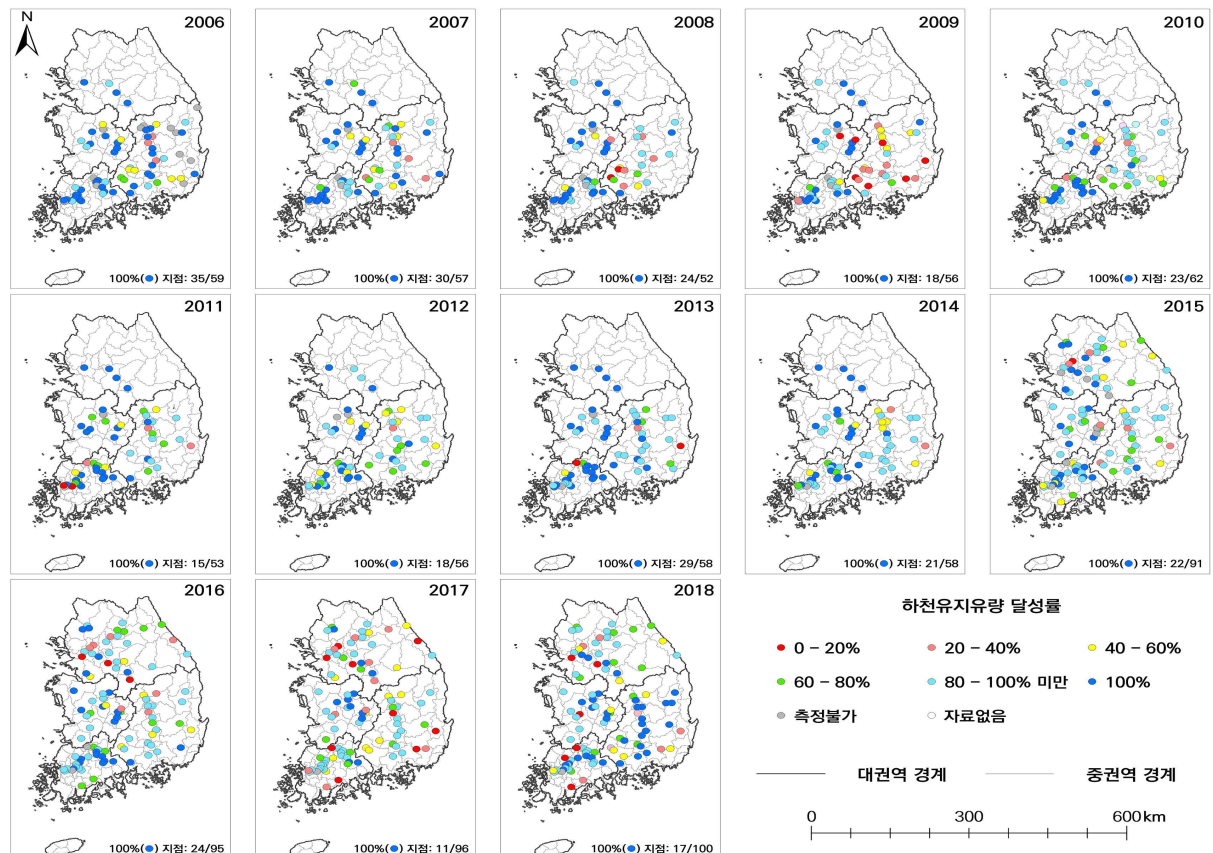 N
2006
100%(●) 지점: 35/59
2007
100%(●) 지점: 30/57
2008
100%(●) 지점: 24/52
2009
100%(●) 지점: 18/56
2010
100%(●) 지점: 23/62
2011
100%(●) 지점: 15/53
2012
100%(●) 지점: 18/56
2013
100%(●) 지점: 29/58
2014
100%(●) 지점: 21/58
2015
100%(●) 지점: 22/91
2016
100%(●) 지점: 24/95
2017
100%(●) 지점: 11/96
2018
100%(●) 지점: 17/100
하천유지유량 달성률
0 - 20%
20 - 40%
40 - 60%
60 - 80%
80 - 100% 미만
100%
측정불가
자료없음
대권역 경계
중권역 경계
0 300 600 km